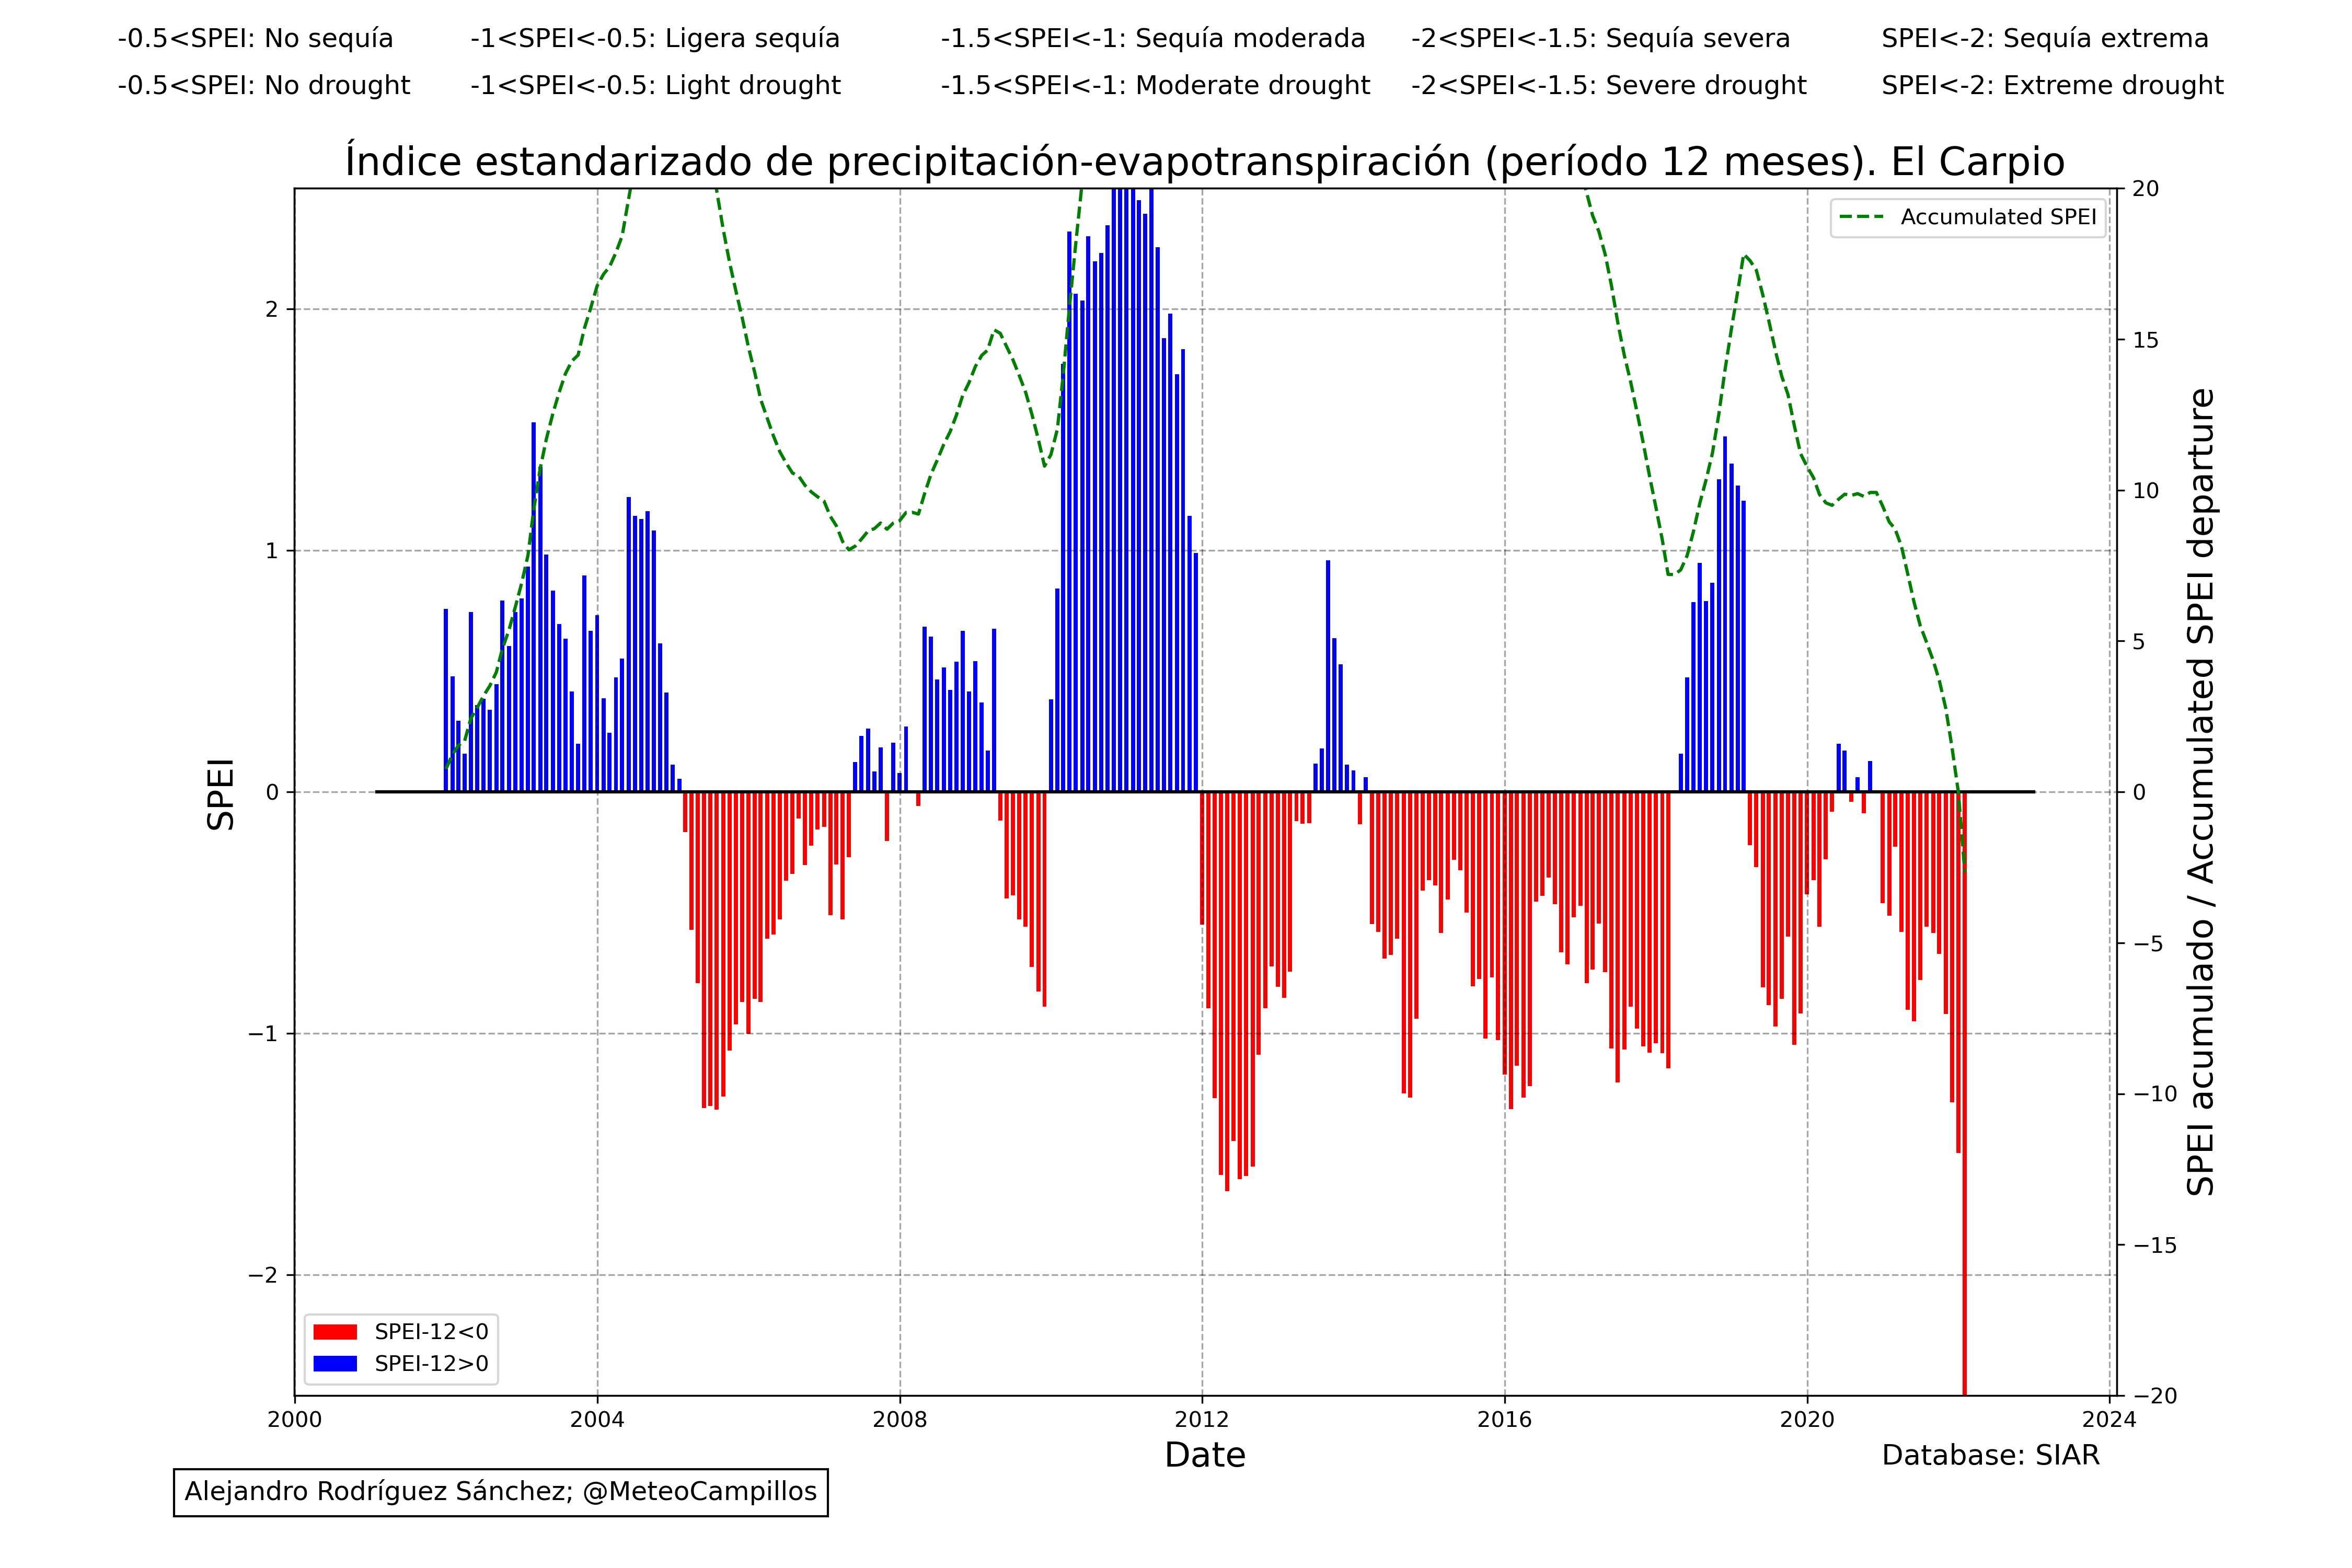 -0.5<SPEI: No sequía -1<SPEI<-0.5: Ligera sequía -1.5<SPEI<-1: Sequía moderada -2<SPEI<-1.5: Sequía severa SPEI<-2: Sequía extrema
-0.5<SPEI: No drought -1<SPEI<-0.5: Light drought -1.5<SPEI<-1: Moderate drought -2<SPEI<-1.5: Severe drought SPEI<-2: Extreme drought
Índice estandarizado de precipitación-evapotranspiración (período 12 meses). El Carpio
Accumulated SPEI
2
1
0
−1
−2
SPEI
20
15
10
5
0
−5
−10
−15
−20
SPEI acumulado / Accumulated SPEI departure
SPEI-12<0
SPEI-12>0
2000 2004 2008 2012 2016 2020 2024
Date
Database: SIAR
Alejandro Rodríguez Sánchez; @MeteoCampillos